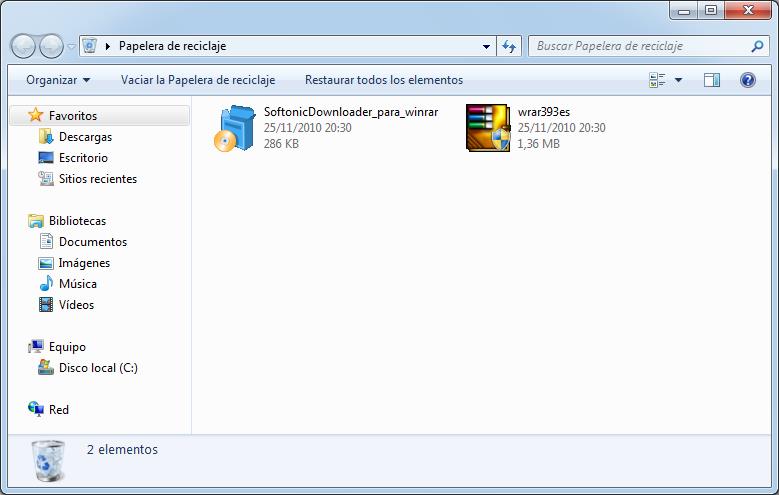 Papelera de reciclaje
Buscar Papelera de reciclaje
Organizar Vaciar la Papelera de reciclaje Restaurar todos los elementos
Favoritos
Descargas
Escritorio
Sitios recientes
Bibliotecas
Documentos
Imágenes
Música
Vídeos
Equipo
Disco local (C:)
Red
SoftonicDownloader_para_winrar
25/11/2010 20:30
286 KB
wrar393es
25/11/2010 20:30
1,36 MB
2 elementos